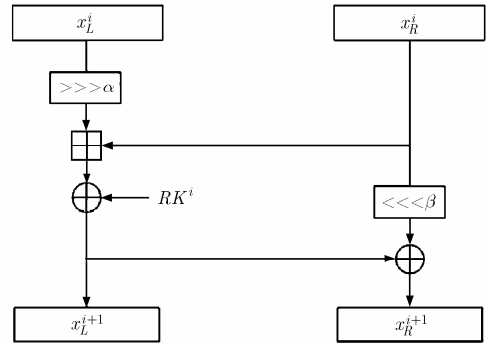 $x_L^i$ $x_R^i$
>>>α
$RK^i$
<<<β
$x_L^{i+1}$ $x_R^{i+1}$